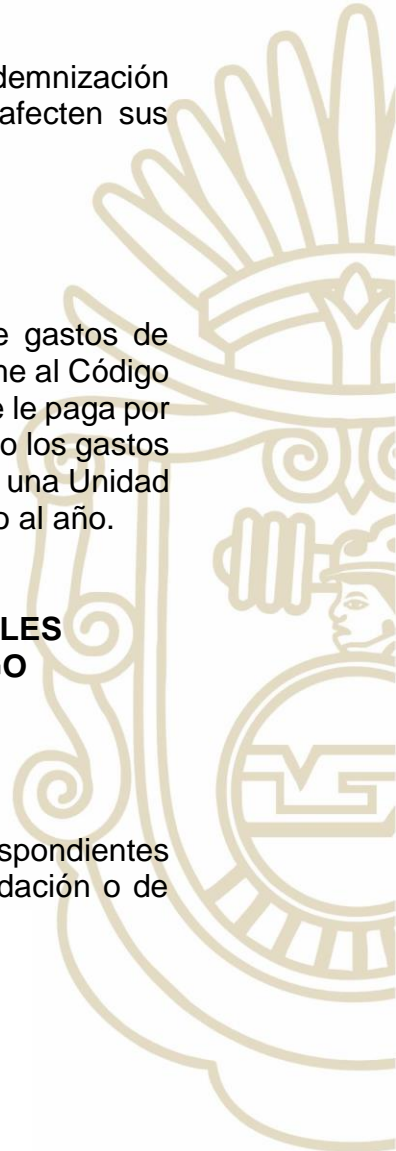 demnización
afecten sus
e gastos de
ne al Código
e le paga por
o los gastos
una Unidad
o al año.
LES
GO
spondientes
dación o de